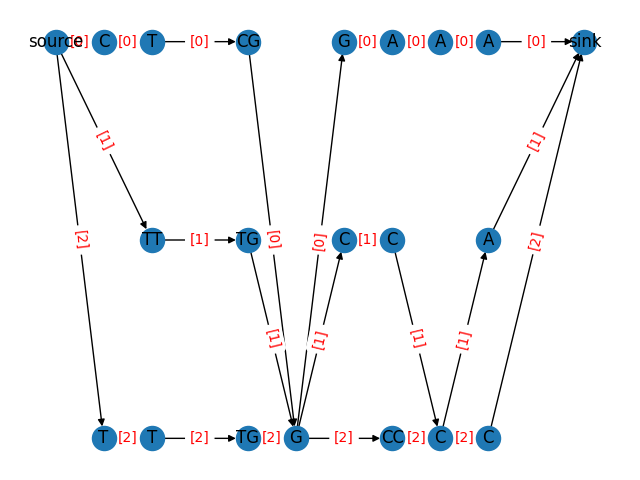 source [0] C [0] T [0] CG G [0] A [0] A [0] A [0] sink
[1] [1]
[2] TT [1] TG [0] [0] C [1] C A [2]
[1] [1] [1] [1]
T [2] T [2] TG [2] G [2] CC [2] C [2] C